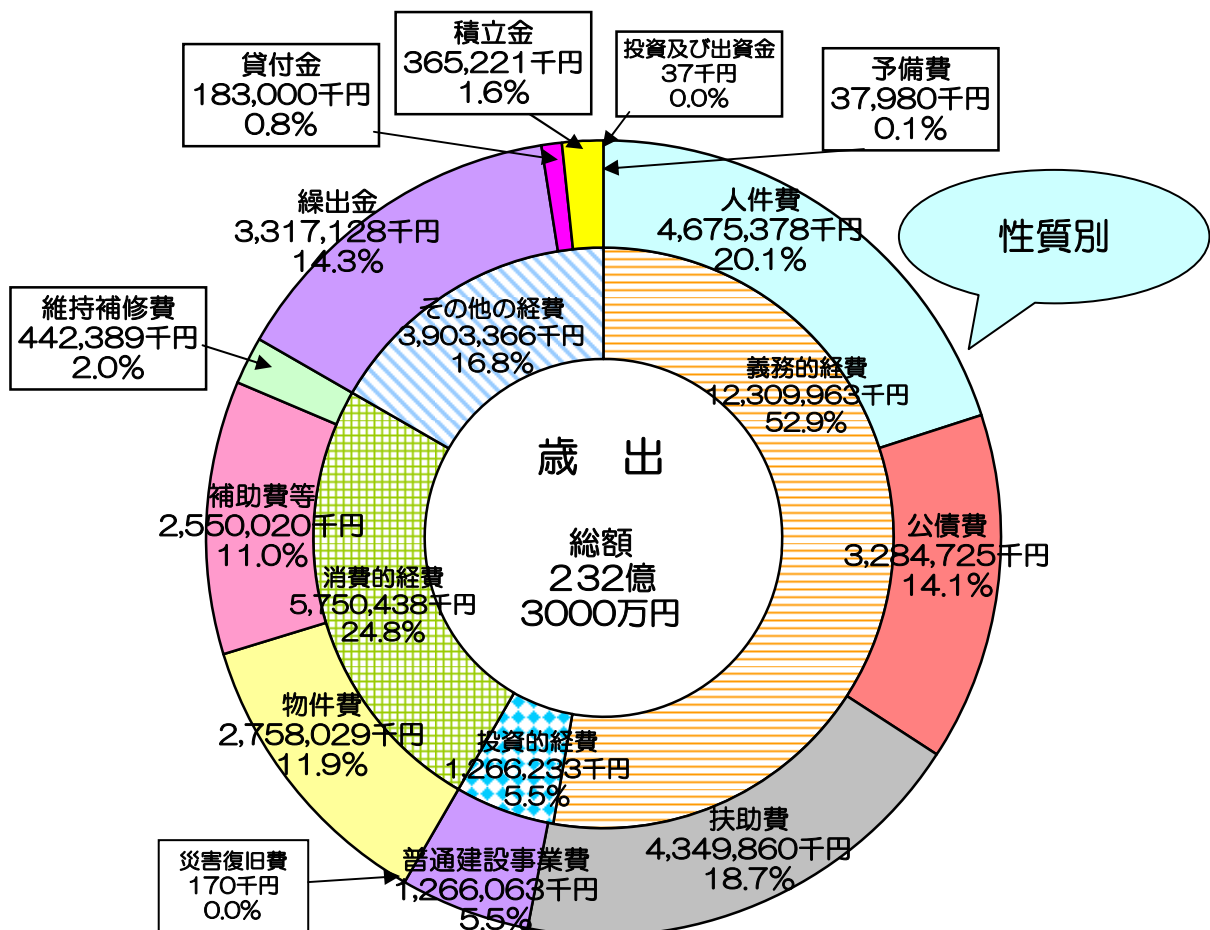 積立金
365,221千円
1.6%
投資及び出資金
37千円
0.0%
貸付金
183,000千円
0.8%
予備費
37,980千円
0.1%
人件費
4,675,378千円
20.1%
性質別
繰出金
3,317,128千円
14.3%
その他の経費
3,903,366千円
16.8%
維持補修費
442,389千円
2.0%
義務的経費
12,309,963千円
52.9%
歳 出
総額
232億
3000万円
補助費等
2,550,020千円
11.0%
公債費
3,284,725千円
14.1%
消費的経費
5,750,438千円
24.8%
物件費
2,758,029千円
11.9%
投資的経費
1,266,233千円
5.5%
扶助費
4,349,860千円
18.7%
普通建設事業費
1,266,063千円
5.5%
災害復旧費
170千円
0.0%